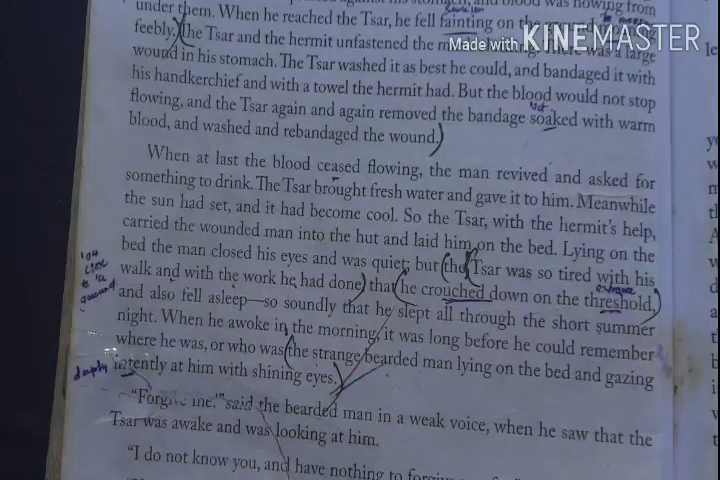 under them. When he reached the Tsar, he fell fainting on the
feebly. The Tsar and the hermit unfastened the was a large
Made with KINEMASTER
wound in his stomach. The Tsar washed it as best he could, and bandaged it with
his handkerchief and with a towel the hermit had. But the blood would not stop
wet
flowing, and the Tsar again and again removed the bandage soaked with warm
blood, and washed and rebandaged the wound.
When at last the blood ceased flowing, the man revived and asked for
something to drink. The Tsar brought fresh water and gave it to him. Meanwhile
the sun had set, and it had become cool. So the Tsar, with the hermit's help,
carried the wounded man into the hut and laid him on the bed. Lying on the
bed the man closed his eyes and was quiet; but the Tsar was so tired with his
walk and with the work he had done that he crouched down on the threshold,
entrance
and also fell asleep—so soundly that he slept all through the short summer
night. When he awoke in the morning, it was long before he could remember
where he was, or who was the strange bearded man lying on the bed and gazing
deeply
intently at him with shining eyes.
"Forgive me!" said the bearded man in a weak voice, when he saw that the
Tsar was awake and was looking at him.
"I do not know you, and have nothing to